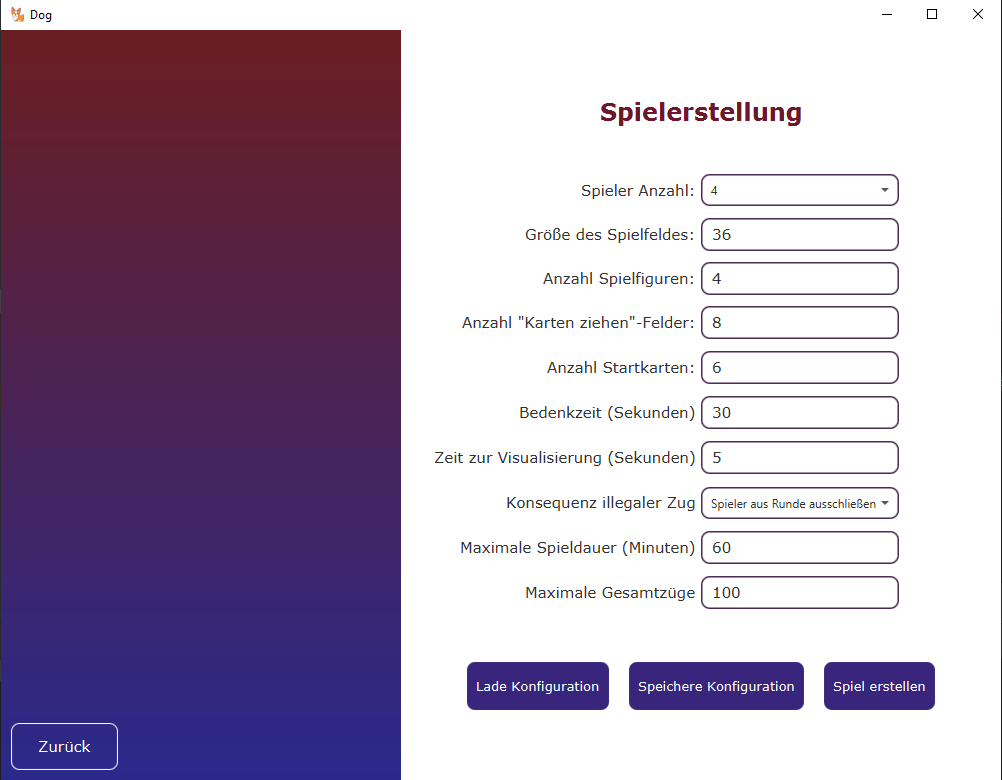 Dog
Spielerstellung
Spieler Anzahl: 4
Größe des Spielfeldes: 36
Anzahl Spielfiguren: 4
Anzahl "Karten ziehen"-Felder: 8
Anzahl Startkarten: 6
Bedenkzeit (Sekunden) 30
Zeit zur Visualisierung (Sekunden) 5
Konsequenz illegaler Zug Spieler aus Runde ausschließen
Maximale Spieldauer (Minuten) 60
Maximale Gesamtzüge 100
Lade Konfiguration Speichere Konfiguration Spiel erstellen
Zurück